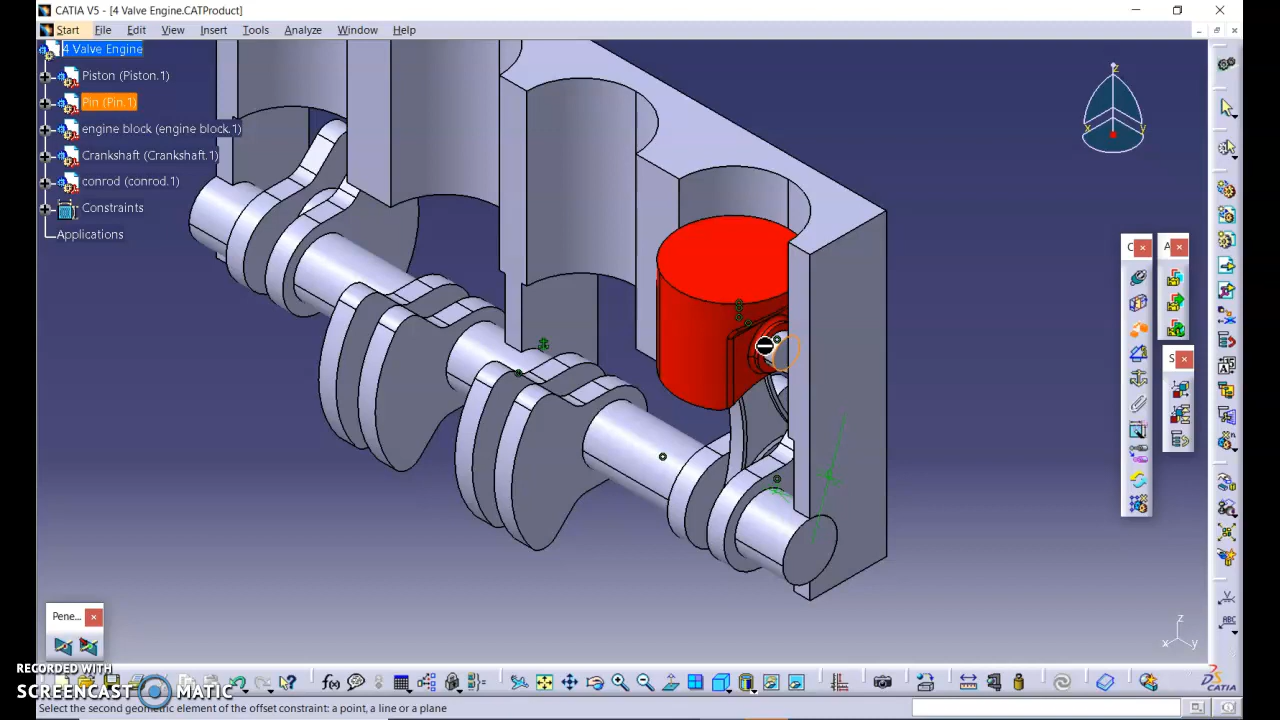 CATIA V5 - [4 Valve Engine.CATProduct]
Start File Edit View Insert Tools Analyze Window Help
4 Valve Engine
Piston (Piston.1)
Pin (Pin.1)
engine block (engine block.1)
Crankshaft (Crankshaft.1)
conrod (conrod.1)
Constraints
Applications
z
x y
C... A...
S...
Pene...
z
x y
RECORDED WITH
SCREENCAST MATIC
f(x)
ABC
CATIA
Select the second geometric element of the offset constraint: a point, a line or a plane